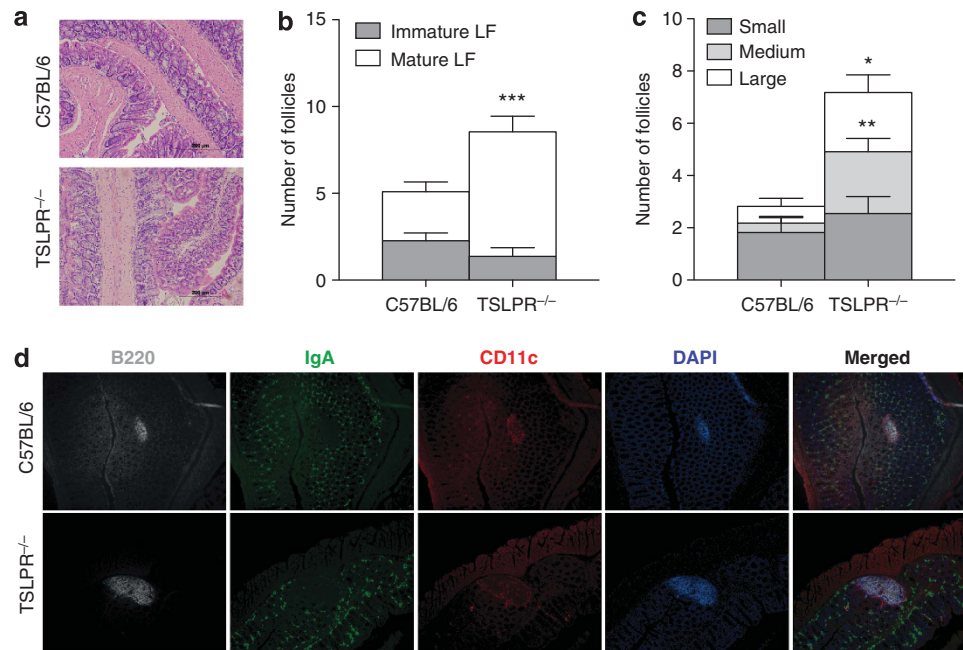 a
C57BL/6
TSLPR–/–
200 µm
b
Immature LF
Mature LF
Number of follicles
10
5
0
***
C57BL/6
TSLPR–/–
c
Small
Medium
Large
Number of follicles
10
8
6
4
2
0
*
**
C57BL/6
TSLPR–/–
d
B220
IgA
CD11c
DAPI
Merged
C57BL/6
TSLPR–/–